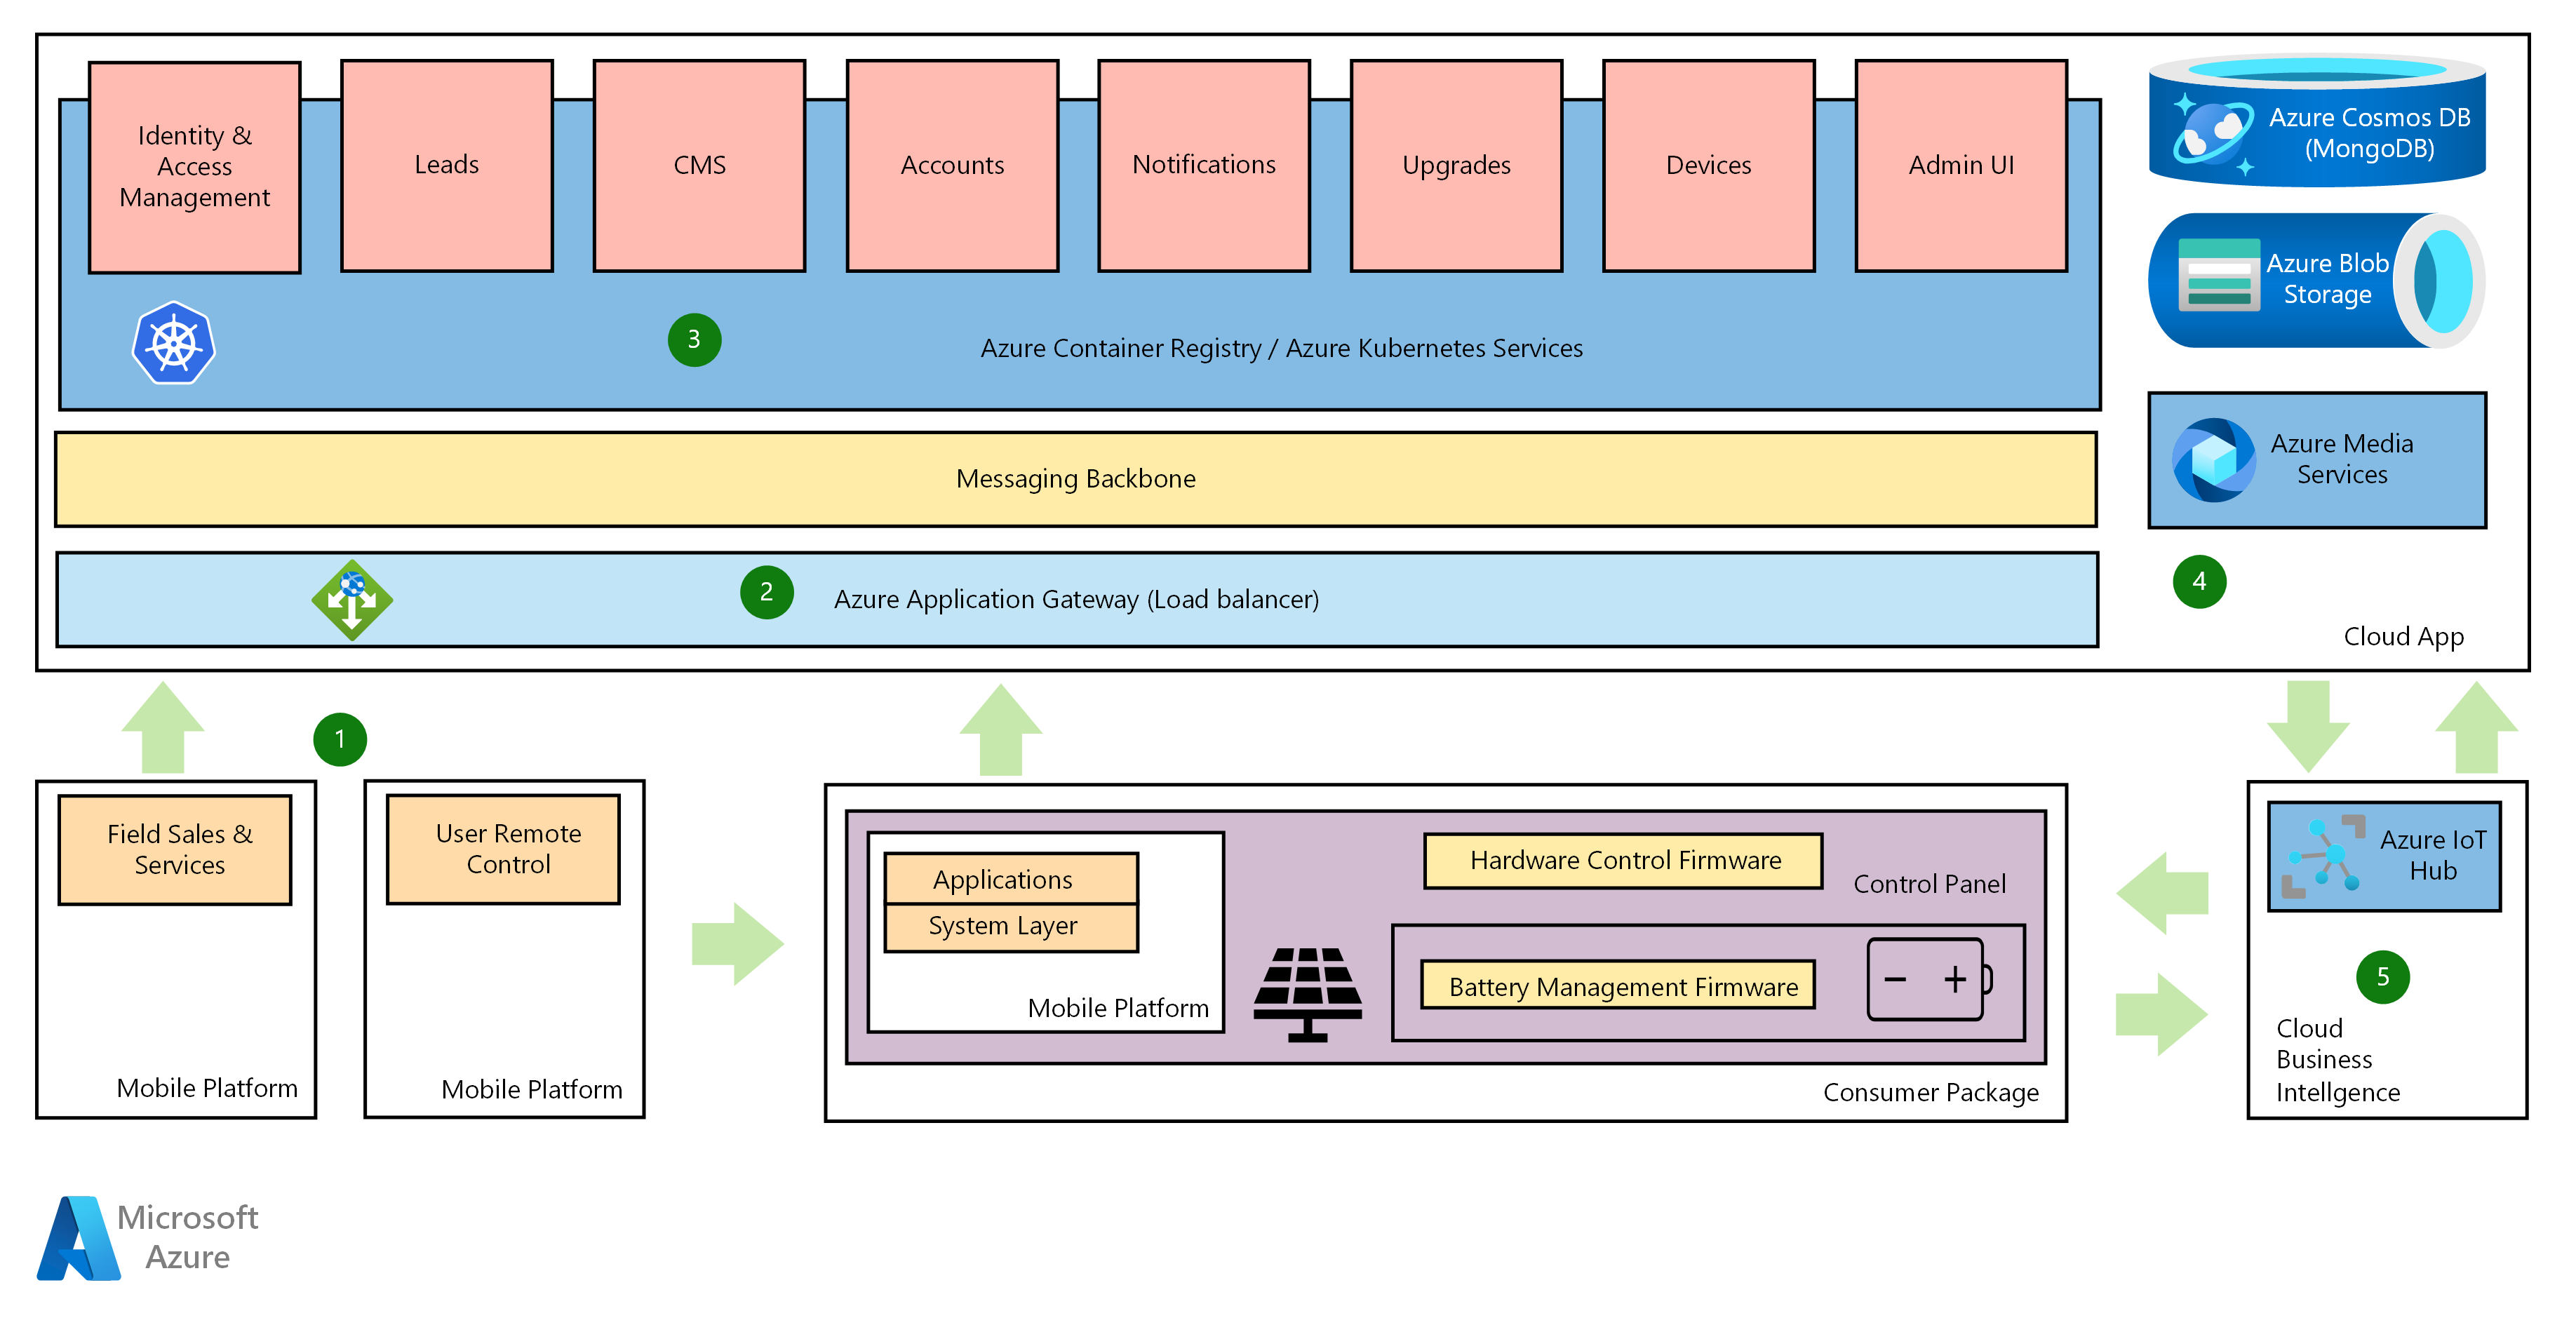 Identity &
Access
Management
Leads
CMS
Accounts
Notifications
Upgrades
Devices
Admin UI
3
Azure Container Registry / Azure Kubernetes Services
Messaging Backbone
2
Azure Application Gateway (Load balancer)
Azure Cosmos DB
(MongoDB)
Azure Blob
Storage
Azure Media
Services
4
Cloud App
1
Field Sales &
Services
Mobile Platform
User Remote
Control
Mobile Platform
Applications
System Layer
Mobile Platform
Hardware Control Firmware
Control Panel
Battery Management Firmware
− +
Consumer Package
Azure IoT
Hub
5
Cloud
Business
Intellgence
Microsoft
Azure